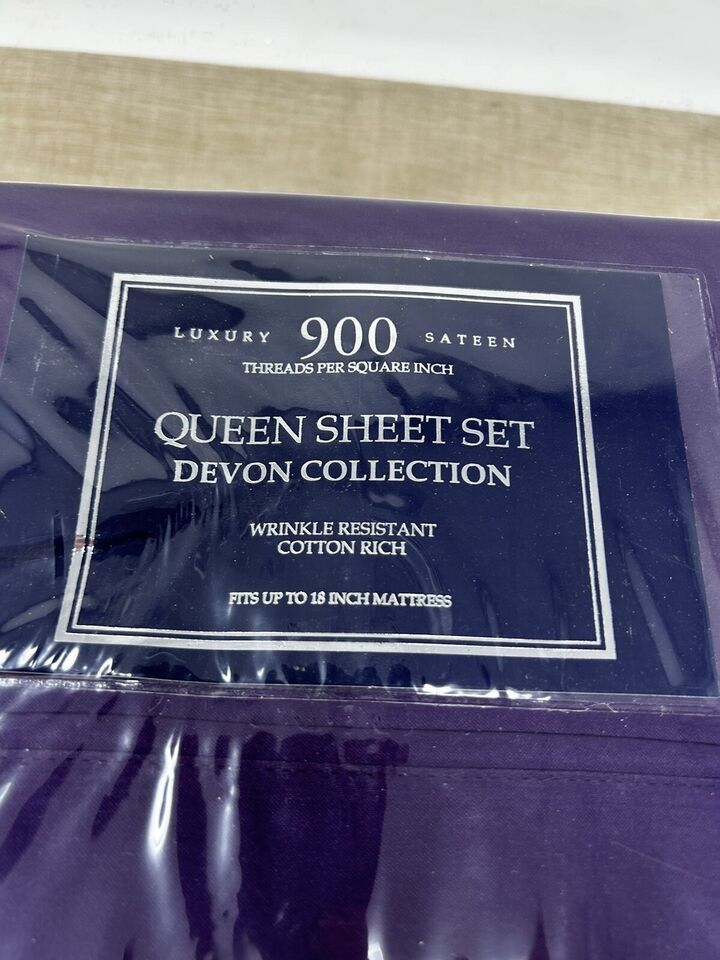 LUXURY 900 SATEEN
THREADS PER SQUARE INCH
QUEEN SHEET SET
DEVON COLLECTION
WRINKLE RESISTANT
COTTON RICH
FITS UP TO 18 INCH MATTRESS